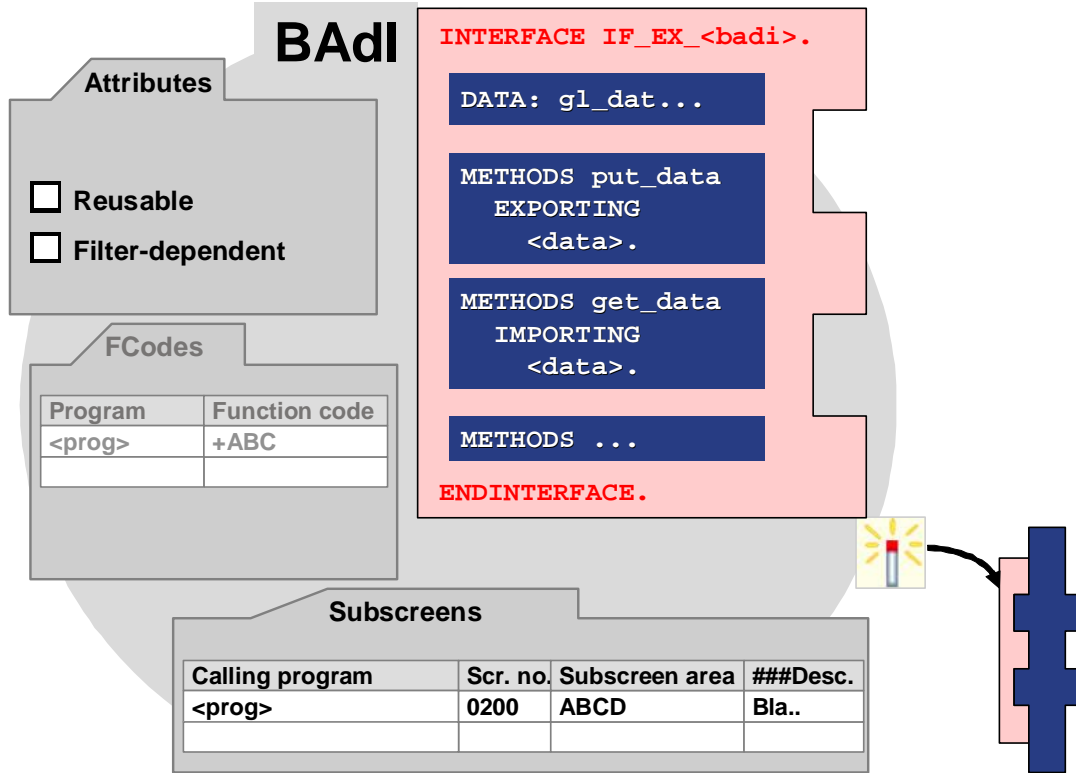 BAdI
Attributes
Reusable
Filter-dependent
FCodes
Program Function code
<prog> +ABC
INTERFACE IF_EX_<badi>.
DATA: gl_dat...
METHODS put_data
EXPORTING
<data>.
METHODS get_data
IMPORTING
<data>.
METHODS ...
ENDINTERFACE.
Subscreens
Calling program Scr. no. Subscreen area ###Desc.
<prog> 0200 ABCD Bla..